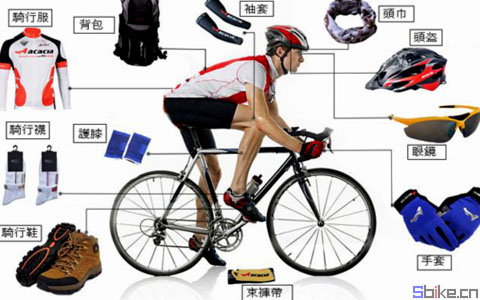 騎行服
背包
袖套
頭巾
頭盔
Acacia
騎行襪
護膝
眼鏡
騎行鞋
手套
ACACIA
束褲帶
5bike.cn